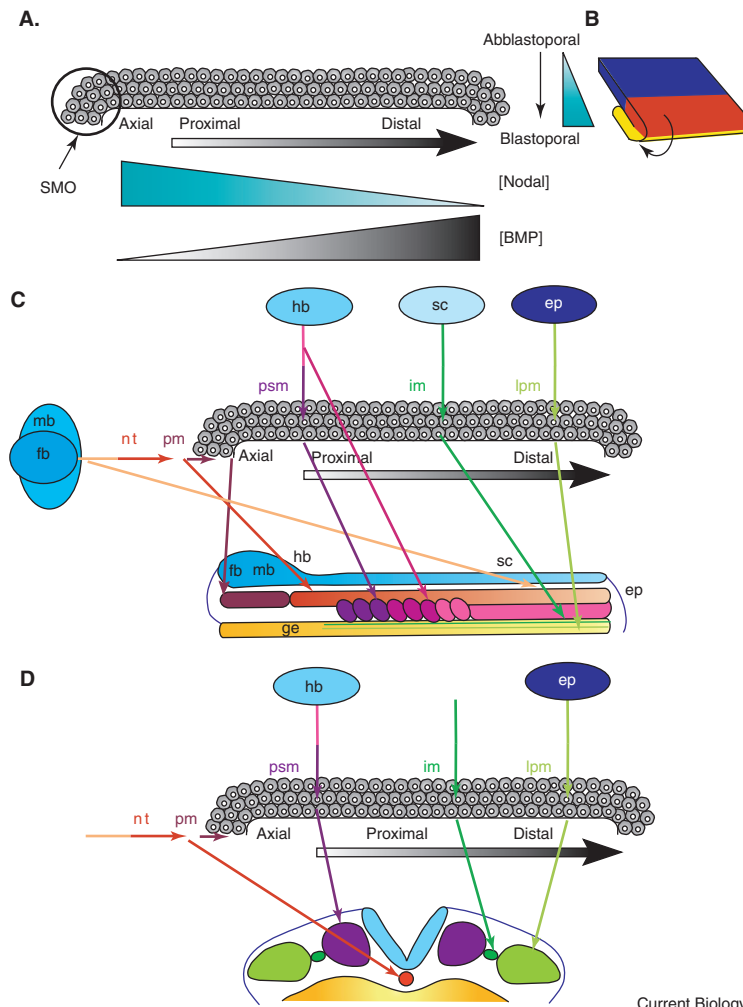 A.
B
Abblastoporal
Axial
Proximal
Distal
Blastoporal
SMO
[Nodal]
[BMP]
C
hb
sc
ep
psm
im
lpm
mb
fb
nt
pm
Axial
Proximal
Distal
hb
sc
fb
mb
ep
ge
D
hb
ep
psm
im
lpm
nt
pm
Axial
Proximal
Distal
Current Biology